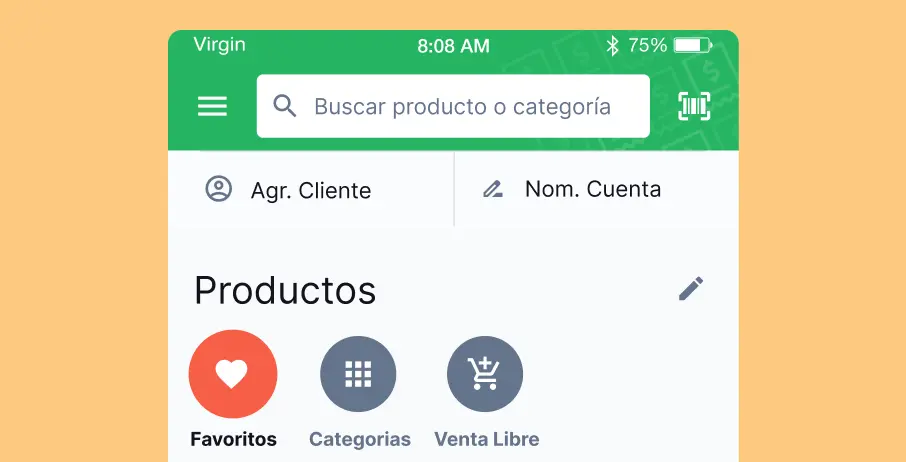 Virgin 8:08 AM 75%
Buscar producto o categoría
Agr. Cliente Nom. Cuenta
Productos
Favoritos Categorias Venta Libre